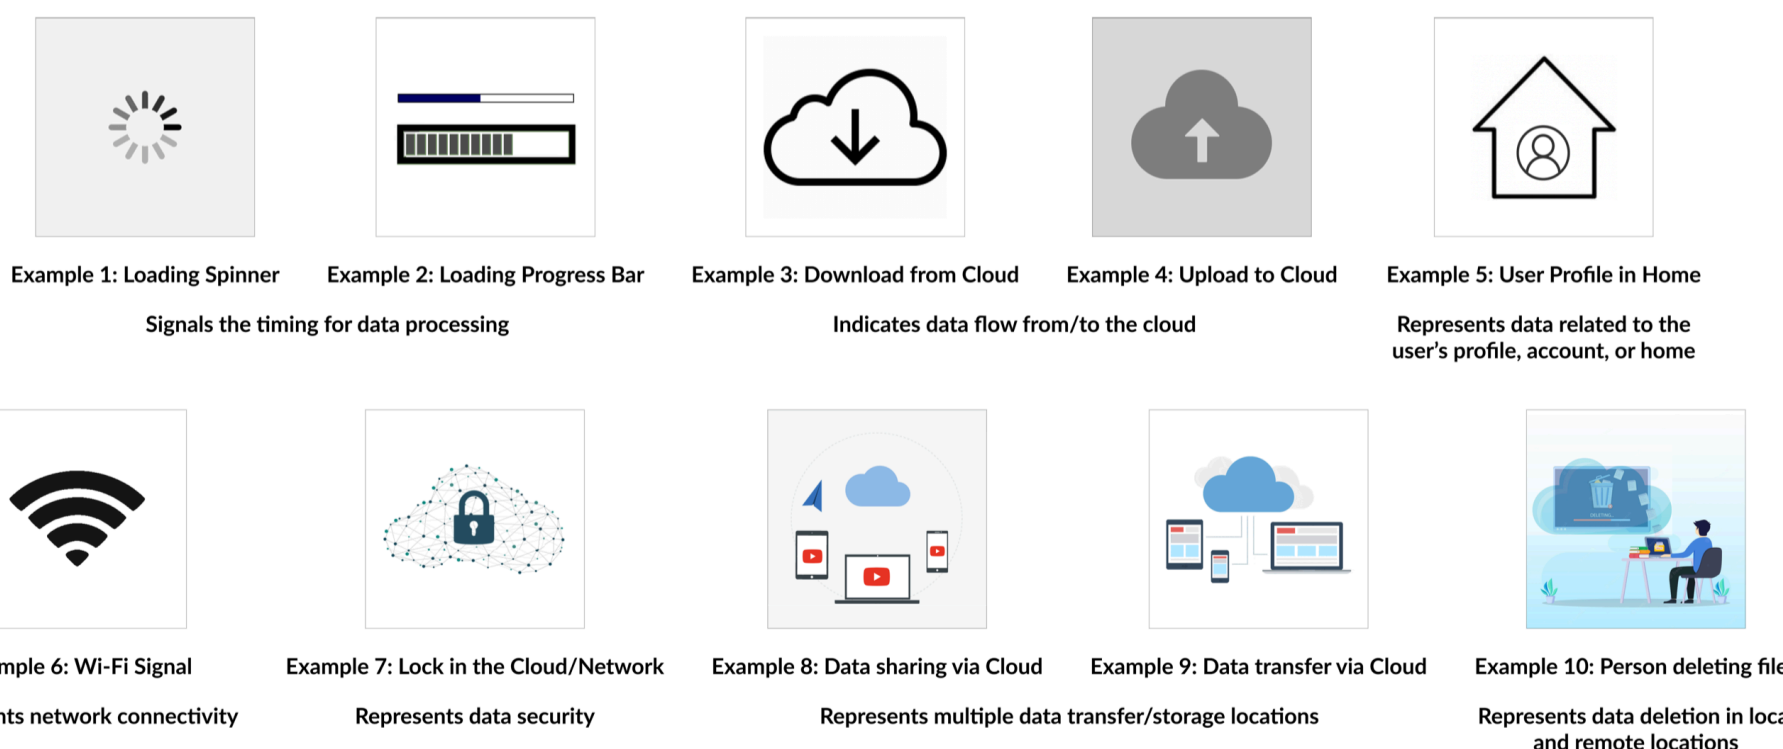 Example 1: Loading Spinner
Example 2: Loading Progress Bar
Example 3: Download from Cloud
Example 4: Upload to Cloud
Example 5: User Profile in Home
Signals the timing for data processing
Indicates data flow from/to the cloud
Represents data related to the
user's profile, account, or home
DELETING...
6: Wi-Fi Signal
Example 7: Lock in the Cloud/Network
Example 8: Data sharing via Cloud
Example 9: Data transfer via Cloud
Example 10: Person deleting file
network connectivity
Represents data security
Represents multiple data transfer/storage locations
Represents data deletion in
and remote locations